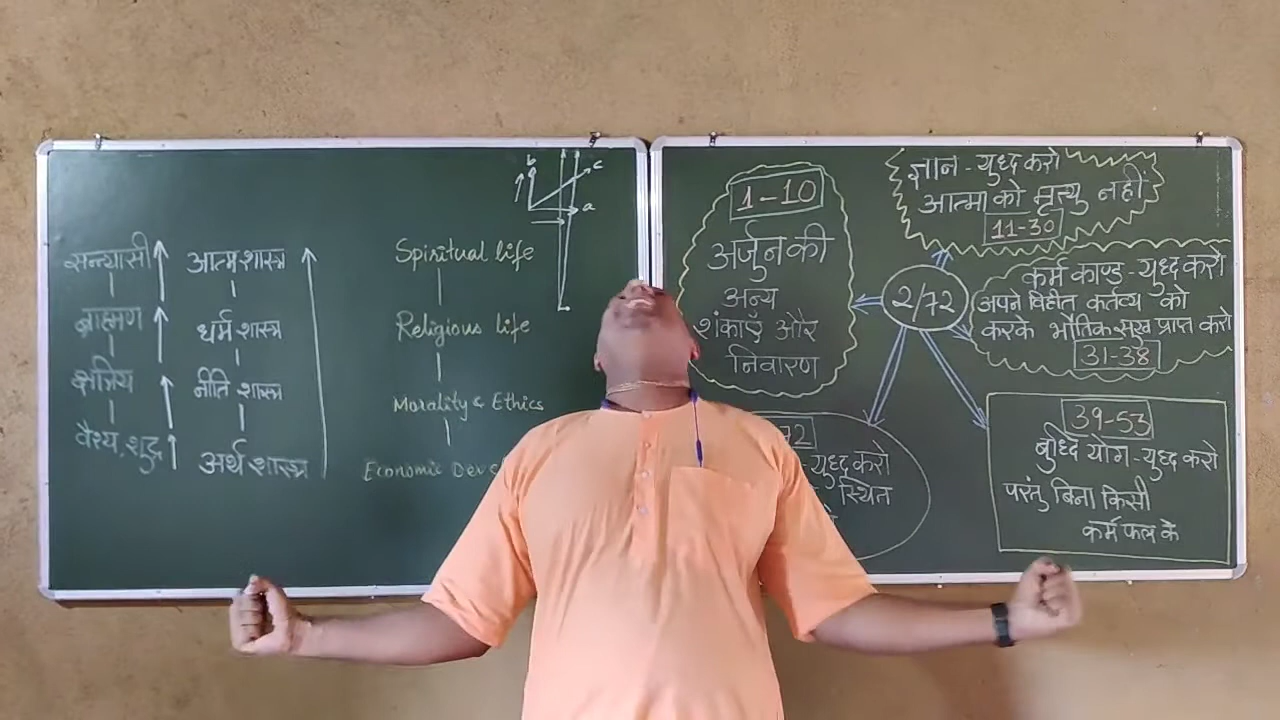 सन्यासी
ब्राह्मण
क्षत्रिय
वैश्य, शुद्र
आत्म शास्त्र
धर्म शास्त्र
नीति शास्त्र
अर्थ शास्त्र
Spiritual life
Religious life
Morality & Ethics
Economic
b
c
a
1-10
अर्जुन की
अन्य
शंकाएँ और
निवारण
ज्ञान - युध्द करो
आत्मा को मृत्यु नहीं
11-30
2/72
कर्म काण्ड - युध्द करो
अपने विहीत कर्तव्य को
करके भौतिक सुख प्राप्त करो
31-38
39-53
बुध्दि योग - युध्द करो
परंतु बिना किसी
कर्म फल के
72
- युध्द करो
- स्थित